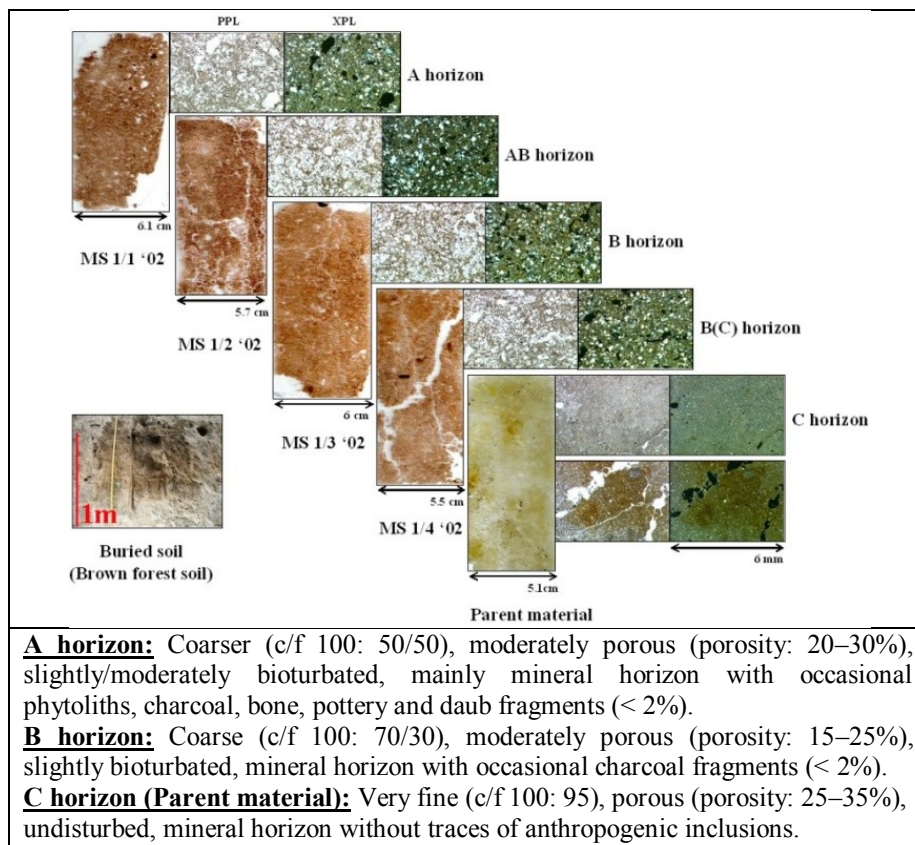 PPL XPL
A horizon
AB horizon
6.1 cm
B horizon
MS 1/1 ‘02
5.7 cm
B(C) horizon
MS 1/2 ‘02
6 cm
C horizon
MS 1/3 ‘02
1m
5.5 cm
MS 1/4 ‘02
Buried soil
(Brown forest soil)
6 mm
5.1cm
Parent material
A horizon: Coarser (c/f 100: 50/50), moderately porous (porosity: 20–30%),
slightly/moderately bioturbated, mainly mineral horizon with occasional
phytoliths, charcoal, bone, pottery and daub fragments (< 2%).
B horizon: Coarse (c/f 100: 70/30), moderately porous (porosity: 15–25%),
slightly bioturbated, mineral horizon with occasional charcoal fragments (< 2%).
C horizon (Parent material): Very fine (c/f 100: 95), porous (porosity: 25–35%),
undisturbed, mineral horizon without traces of anthropogenic inclusions.